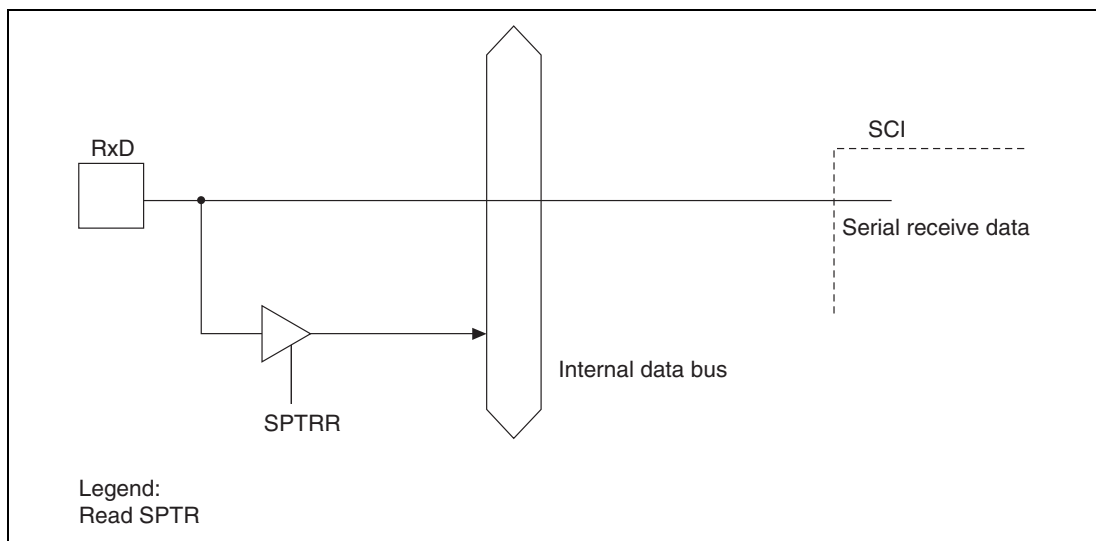 SCI
RxD
Serial receive data
Internal data bus
SPTRR
Legend:
Read SPTR